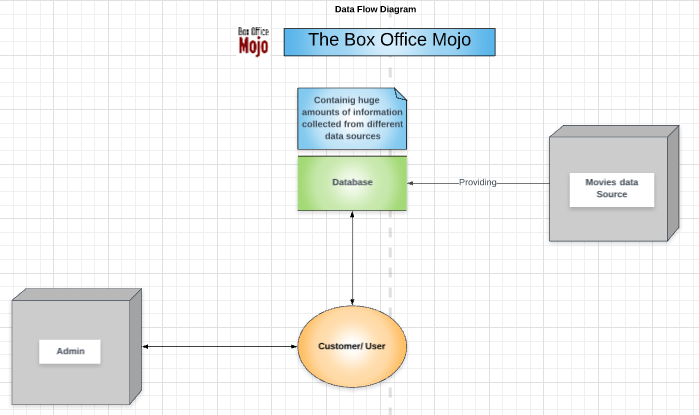 Data Flow Diagram
Box Office
Mojo
The Box Office Mojo
Containig huge
amounts of information
collected from different
data sources
Database
Providing
Movies data
Source
Customer/ User
Admin